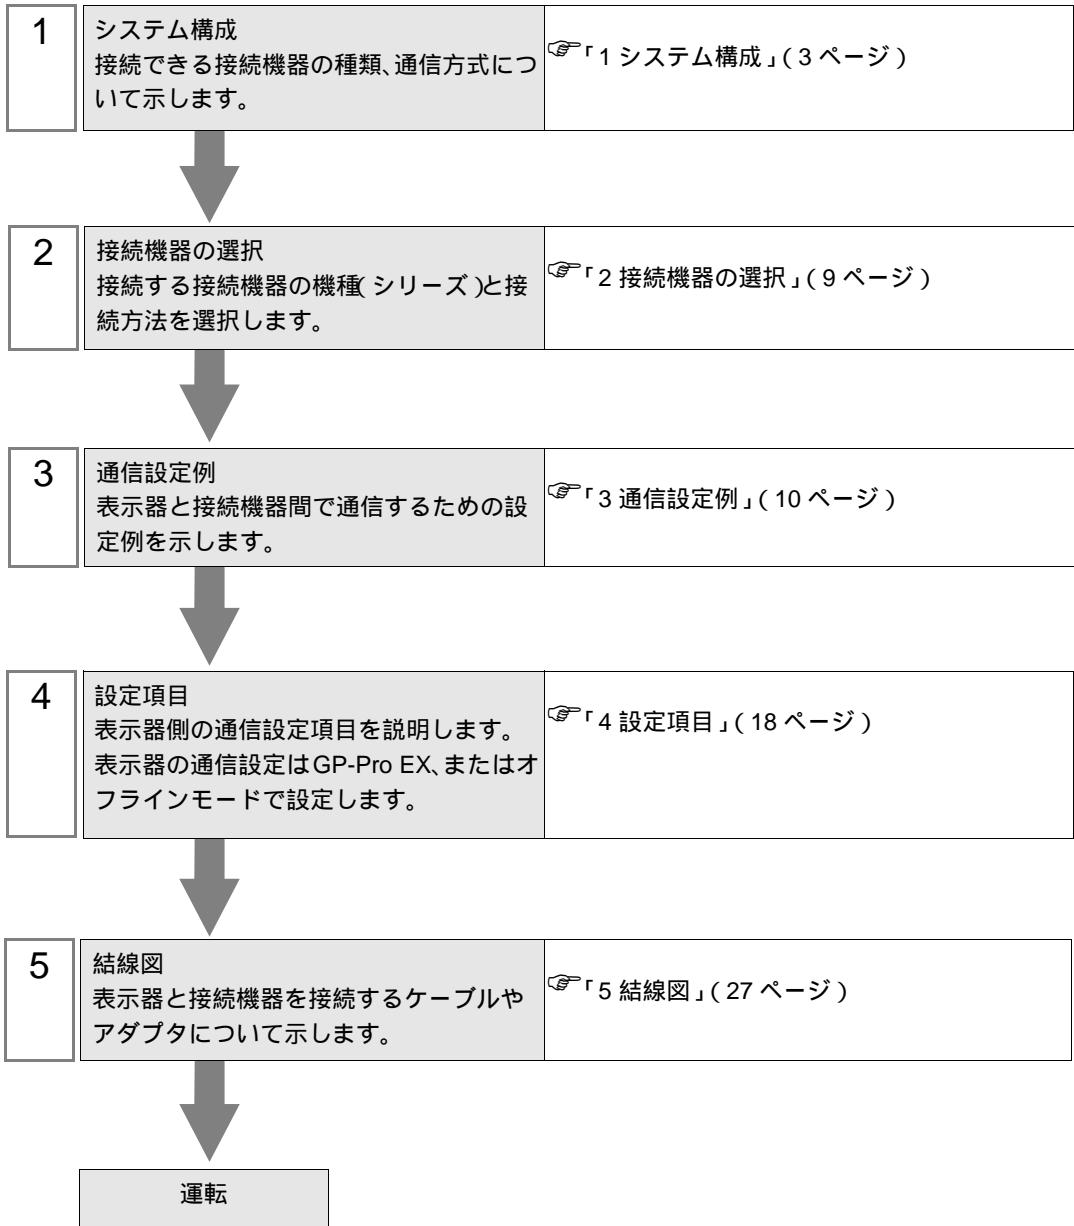 1
システム構成
接続できる接続機器の種類、通信方式につ
いて示します。
☞「1 システム構成」( 3 ページ )
2
接続機器の選択
接続する接続機器の機種( シリーズ )と接
続方法を選択します。
☞「2 接続機器の選択」( 9 ページ )
3
通信設定例
表示器と接続機器間で通信するための設
定例を示します。
☞「3 通信設定例」( 10 ページ )
4
設定項目
表示器側の通信設定項目を説明します。
表示器の通信設定はGP-Pro EX、またはオ
フラインモードで設定します。
☞「4 設定項目」( 18 ページ )
5
結線図
表示器と接続機器を接続するケーブルや
アダプタについて示します。
☞「5 結線図」( 27 ページ )
運転